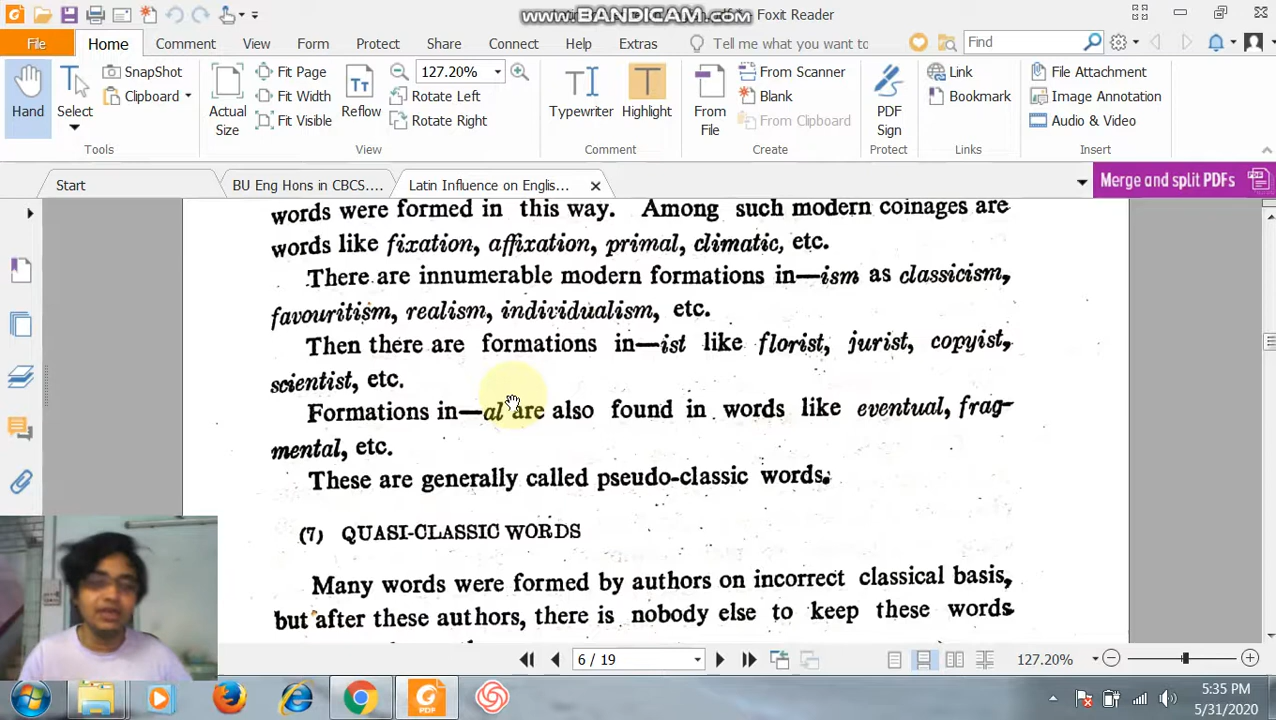 www.BANDICAM.com
Foxit Reader
File
Home
Comment
View
Form
Protect
Share
Connect
Help
Extras
Tell me what you want to
Find
Hand
Select
SnapShot
Clipboard
Tools
Actual
Size
Fit Page
Fit Width
Fit Visible
Reflow
127.20%
Rotate Left
Rotate Right
View
Typewriter
Highlight
Comment
From
File
From Scanner
Blank
From Clipboard
Create
PDF
Sign
Protect
Link
Bookmark
Links
File Attachment
Image Annotation
Audio & Video
Insert
Start
BU Eng Hons in CBCS....
Latin Influence on Englis...
Merge and split PDFs
words were formed in this way. Among such modern coinages are
words like fixation, affixation, primal, climatic, etc.
There are innumerable modern formations in—ism as classicism,
favouritism, realism, individualism, etc.
Then there are formations in—ist like florist, jurist, copyist,
scientist, etc.
Formations in—al are also found in words like eventual, frag-
mental, etc.
These are generally called pseudo-classic words.
(7) QUASI-CLASSIC WORDS
Many words were formed by authors on incorrect classical basis,
but after these authors, there is nobody else to keep these words
6 / 19
127.20%
PDF
5:35 PM
5/31/2020